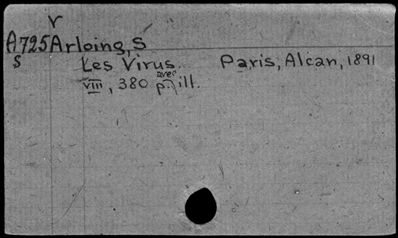 V
A725 Arloing, S
S Les Virus. Paris, Alcan, 1891
VIII, 380 p. avec ill.